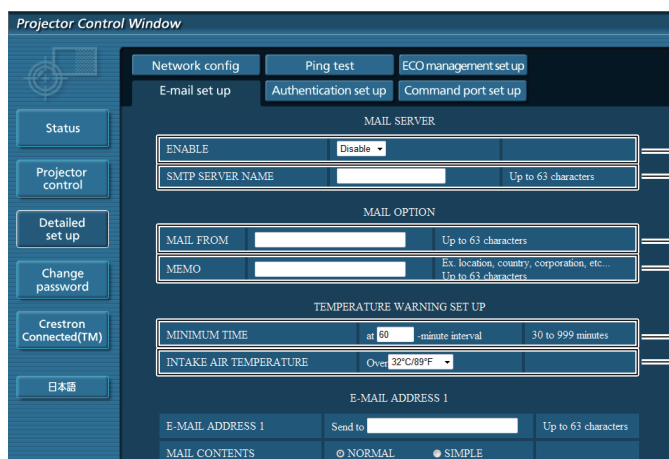 Projector Control Window
Network config Ping test ECO management set up
E-mail set up Authentication set up Command port set up
Status
Projector control
Detailed set up
Change password
Crestron Connected(TM)
日本語
MAIL SERVER
ENABLE Disable
SMTP SERVER NAME Up to 63 characters
MAIL OPTION
MAIL FROM Up to 63 characters
MEMO Ex. location, country, corporation, etc...
Up to 63 characters
TEMPERATURE WARNING SET UP
MINIMUM TIME at 60 -minute interval 30 to 999 minutes
INTAKE AIR TEMPERATURE Over 32°C/89°F
E-MAIL ADDRESS 1
E-MAIL ADDRESS 1 Send to Up to 63 characters
MAIL CONTENTS NORMAL SIMPLE